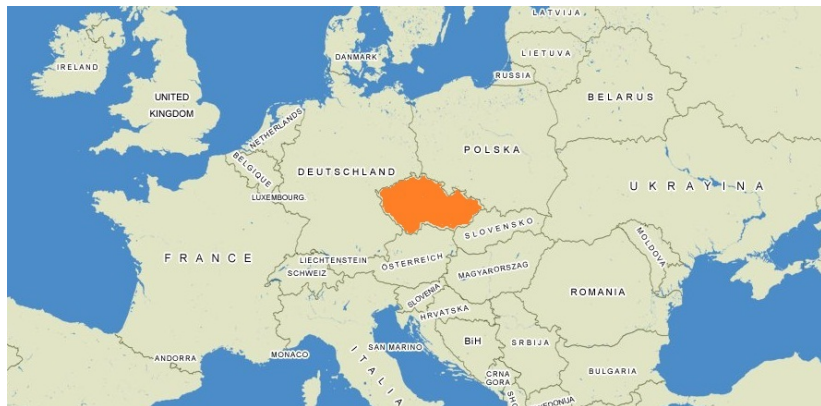 LATVIJA
DANMARK
LIETUVA
IRELAND
RUSSIA
UNITED
KINGDOM
BELARUS
NETHERLANDS
POLSKA
BELGIQUE
DEUTSCHLAND
UKRAYINA
LUXEMBOURG.
SLOVENSKO
MOLDOVA
FRANCE
LIECHTENSTEIN
ÖSTERREICH
SCHWEIZ
MAGYARORSZAG
SLOVENIA
ROMANIA
HRVATSKA
BiH
SRBIJA
SAN MARINO
MONACO
ANDORRA
ITALIA
CRNA
GORA
BULGARIA